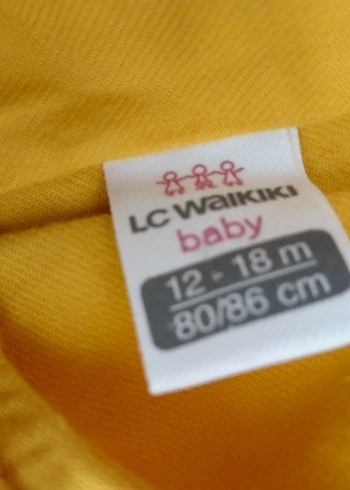 LC WAIKIKI
baby
12 - 18 m
80/86 cm